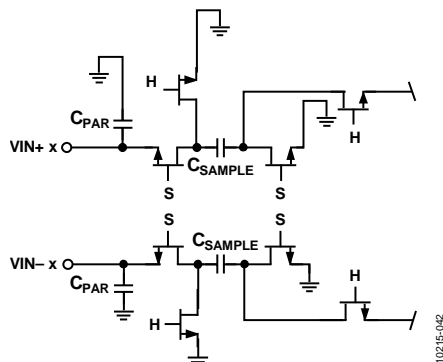 H
C_PAR
H
VIN+ x
C_SAMPLE
S
S
S
S
C_SAMPLE
VIN– x
C_PAR
H
H
10215-042